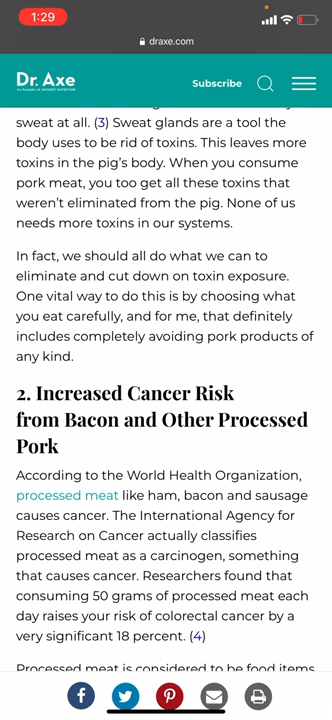 1:29
draxe.com
Dr. Axe
Subscribe
sweat at all. (3) Sweat glands are a tool the
body uses to be rid of toxins. This leaves more
toxins in the pig's body. When you consume
pork meat, you too get all these toxins that
weren't eliminated from the pig. None of us
needs more toxins in our systems.
In fact, we should all do what we can to
eliminate and cut down on toxin exposure.
One vital way to do this is by choosing what
you eat carefully, and for me, that definitely
includes completely avoiding pork products of
any kind.
2. Increased Cancer Risk
from Bacon and Other Processed
Pork
According to the World Health Organization,
processed meat like ham, bacon and sausage
causes cancer. The International Agency for
Research on Cancer actually classifies
processed meat as a carcinogen, something
that causes cancer. Researchers found that
consuming 50 grams of processed meat each
day raises your risk of colorectal cancer by a
very significant 18 percent. (4)
Processed meat is considered to be food items